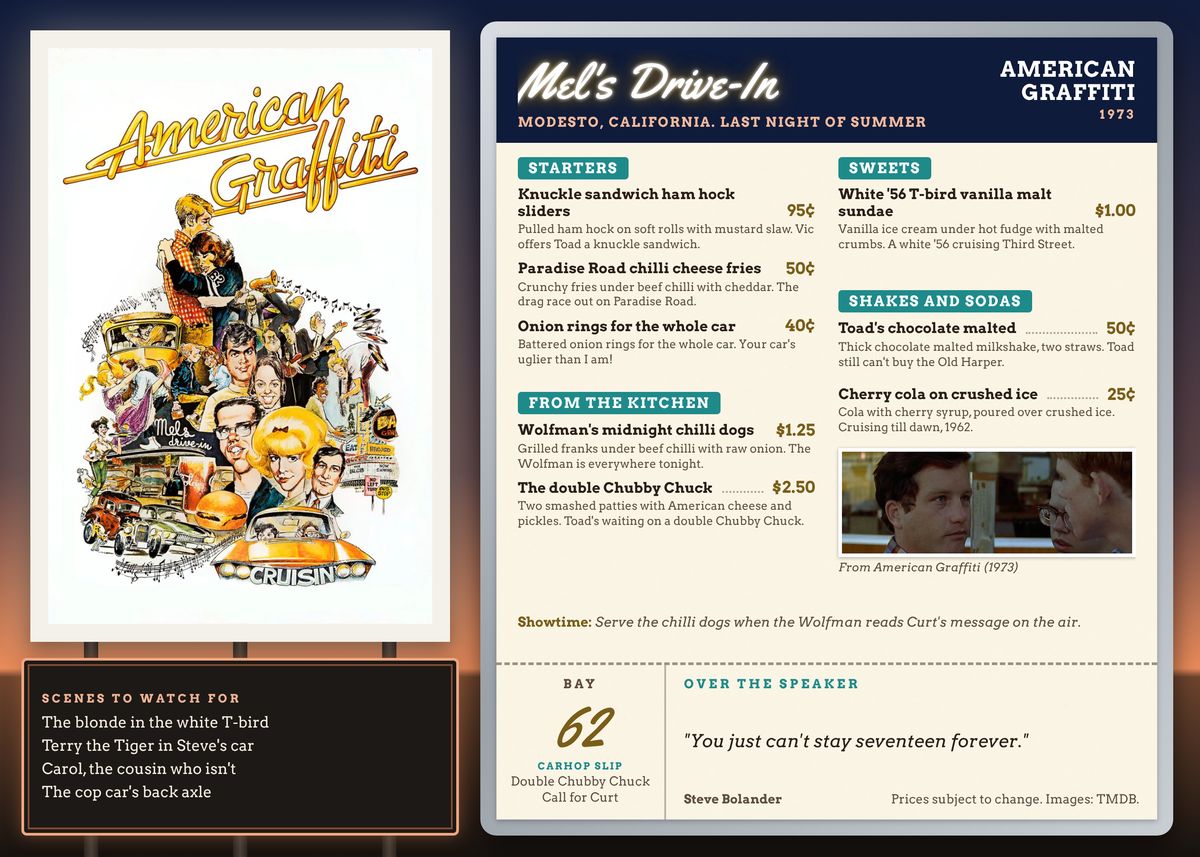 American
Graffiti
Mel's
drive-in
EAT
CRUISIN'
SCENES TO WATCH FOR
The blonde in the white T-bird
Terry the Tiger in Steve's car
Carol, the cousin who isn't
The cop car's back axle
Mel's Drive-In
MODESTO, CALIFORNIA. LAST NIGHT OF SUMMER
AMERICAN
GRAFFITI
1973
STARTERS
Knuckle sandwich ham hock
sliders 95¢
Pulled ham hock on soft rolls with mustard slaw. Vic
offers Toad a knuckle sandwich.
Paradise Road chilli cheese fries 50¢
Crunchy fries under beef chilli with cheddar. The
drag race out on Paradise Road.
Onion rings for the whole car 40¢
Battered onion rings for the whole car. Your car's
uglier than I am!
FROM THE KITCHEN
Wolfman's midnight chilli dogs $1.25
Grilled franks under beef chilli with raw onion. The
Wolfman is everywhere tonight.
The double Chubby Chuck $2.50
Two smashed patties with American cheese and
pickles. Toad's waiting on a double Chubby Chuck.
SWEETS
White '56 T-bird vanilla malt
sundae $1.00
Vanilla ice cream under hot fudge with malted
crumbs. A white '56 cruising Third Street.
SHAKES AND SODAS
Toad's chocolate malted 50¢
Thick chocolate malted milkshake, two straws. Toad
still can't buy the Old Harper.
Cherry cola on crushed ice 25¢
Cola with cherry syrup, poured over crushed ice.
Cruising till dawn, 1962.
From American Graffiti (1973)
Showtime: Serve the chilli dogs when the Wolfman reads Curt's message on the air.
BAY
62
CARHOP SLIP
Double Chubby Chuck
Call for Curt
OVER THE SPEAKER
"You just can't stay seventeen forever."
Steve Bolander
Prices subject to change. Images: TMDB.